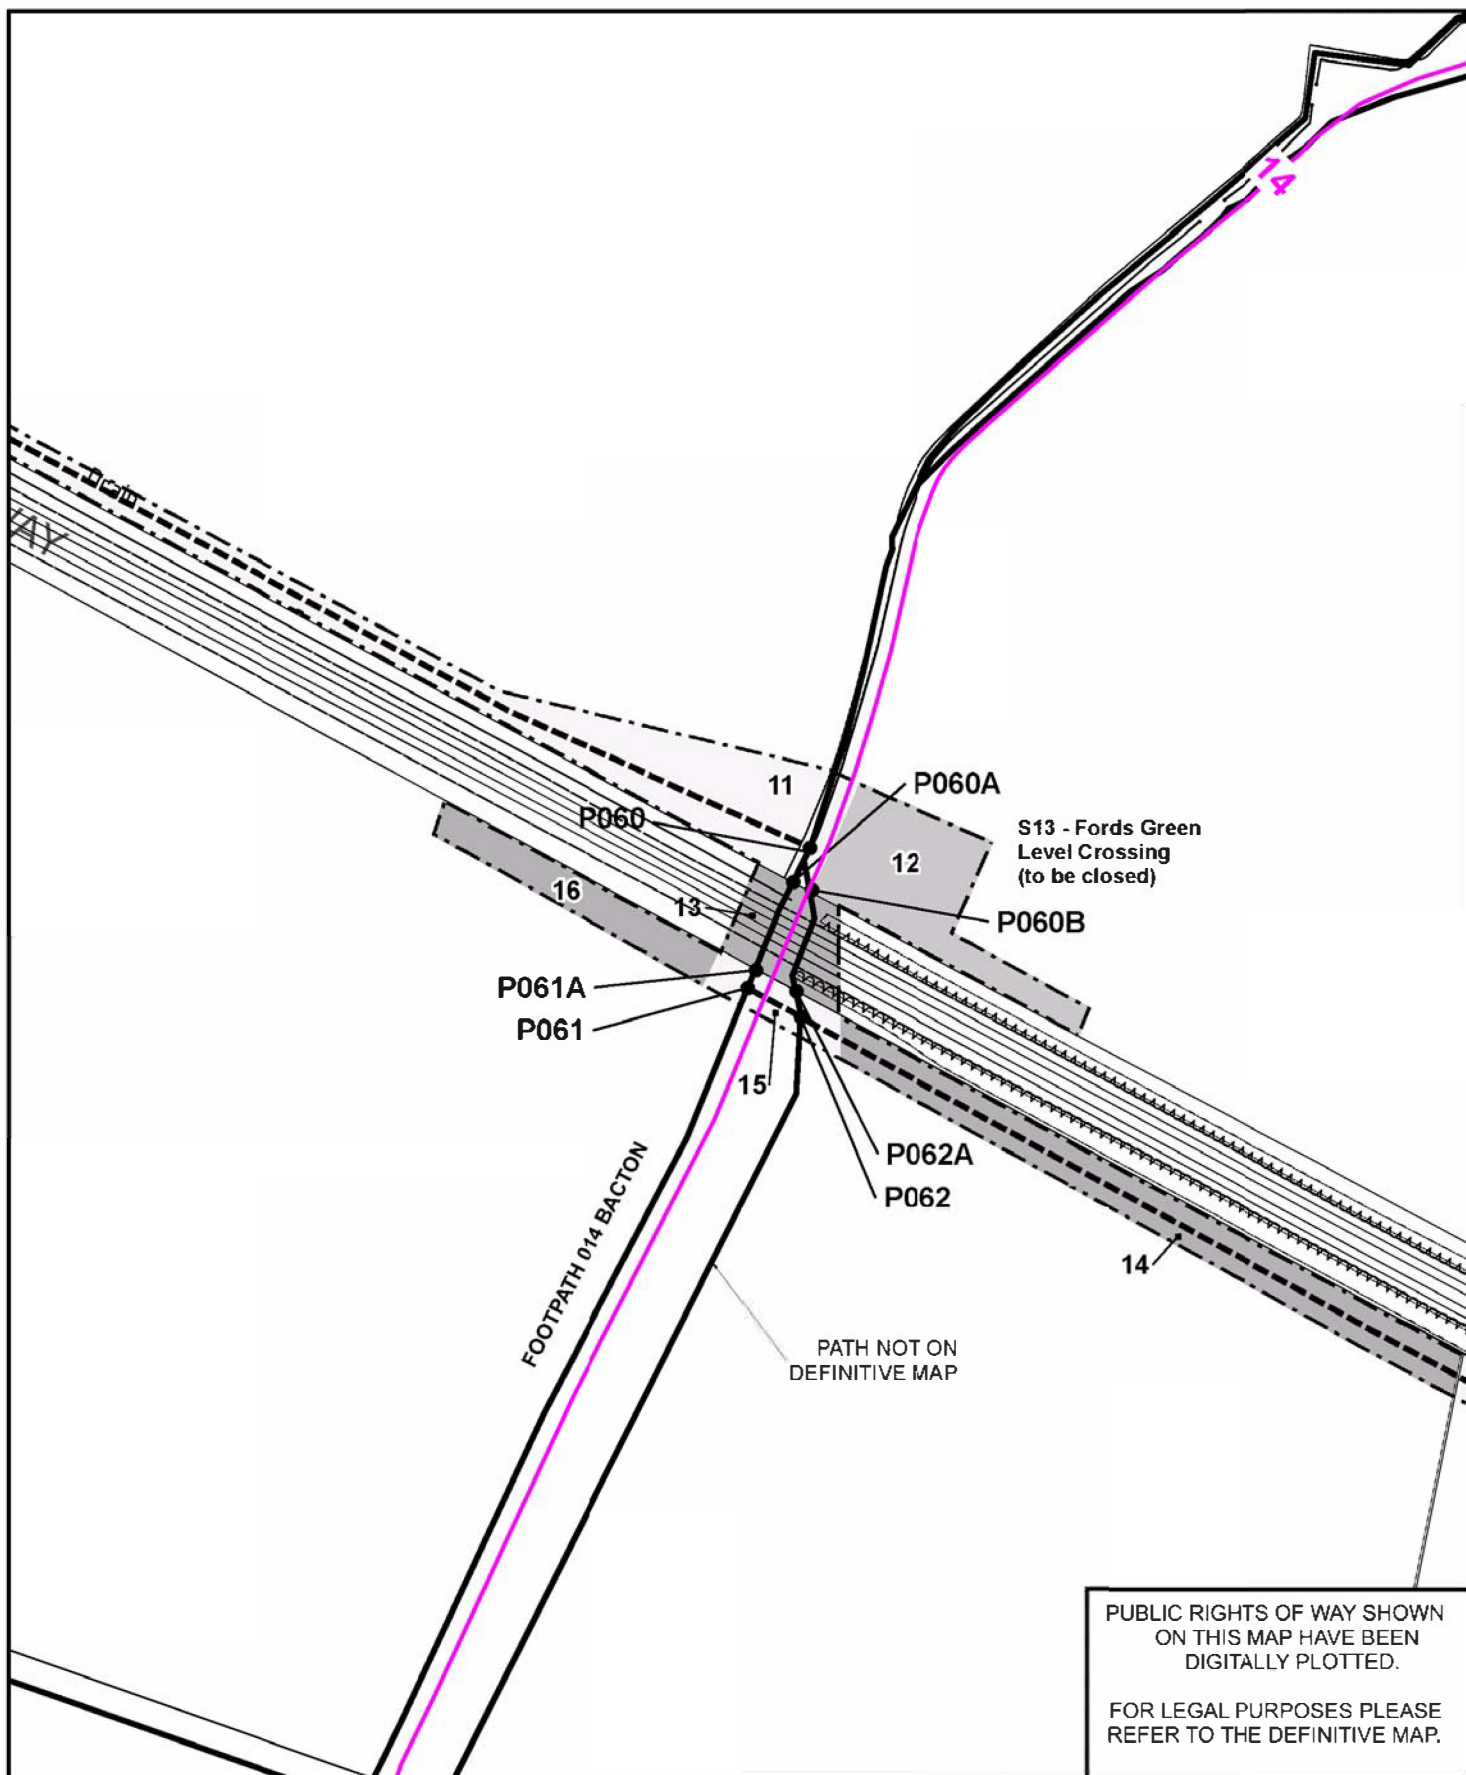 14
Drain
WAY
11
P060A
P060
S13 - Fords Green
Level Crossing
(to be closed)
12
16
13
P060B
P061A
P061
15
P062A
P062
FOOTPATH 014 BACTON
14
PATH NOT ON
DEFINITIVE MAP
PUBLIC RIGHTS OF WAY SHOWN
ON THIS MAP HAVE BEEN
DIGITALLY PLOTTED.
FOR LEGAL PURPOSES PLEASE
REFER TO THE DEFINITIVE MAP.